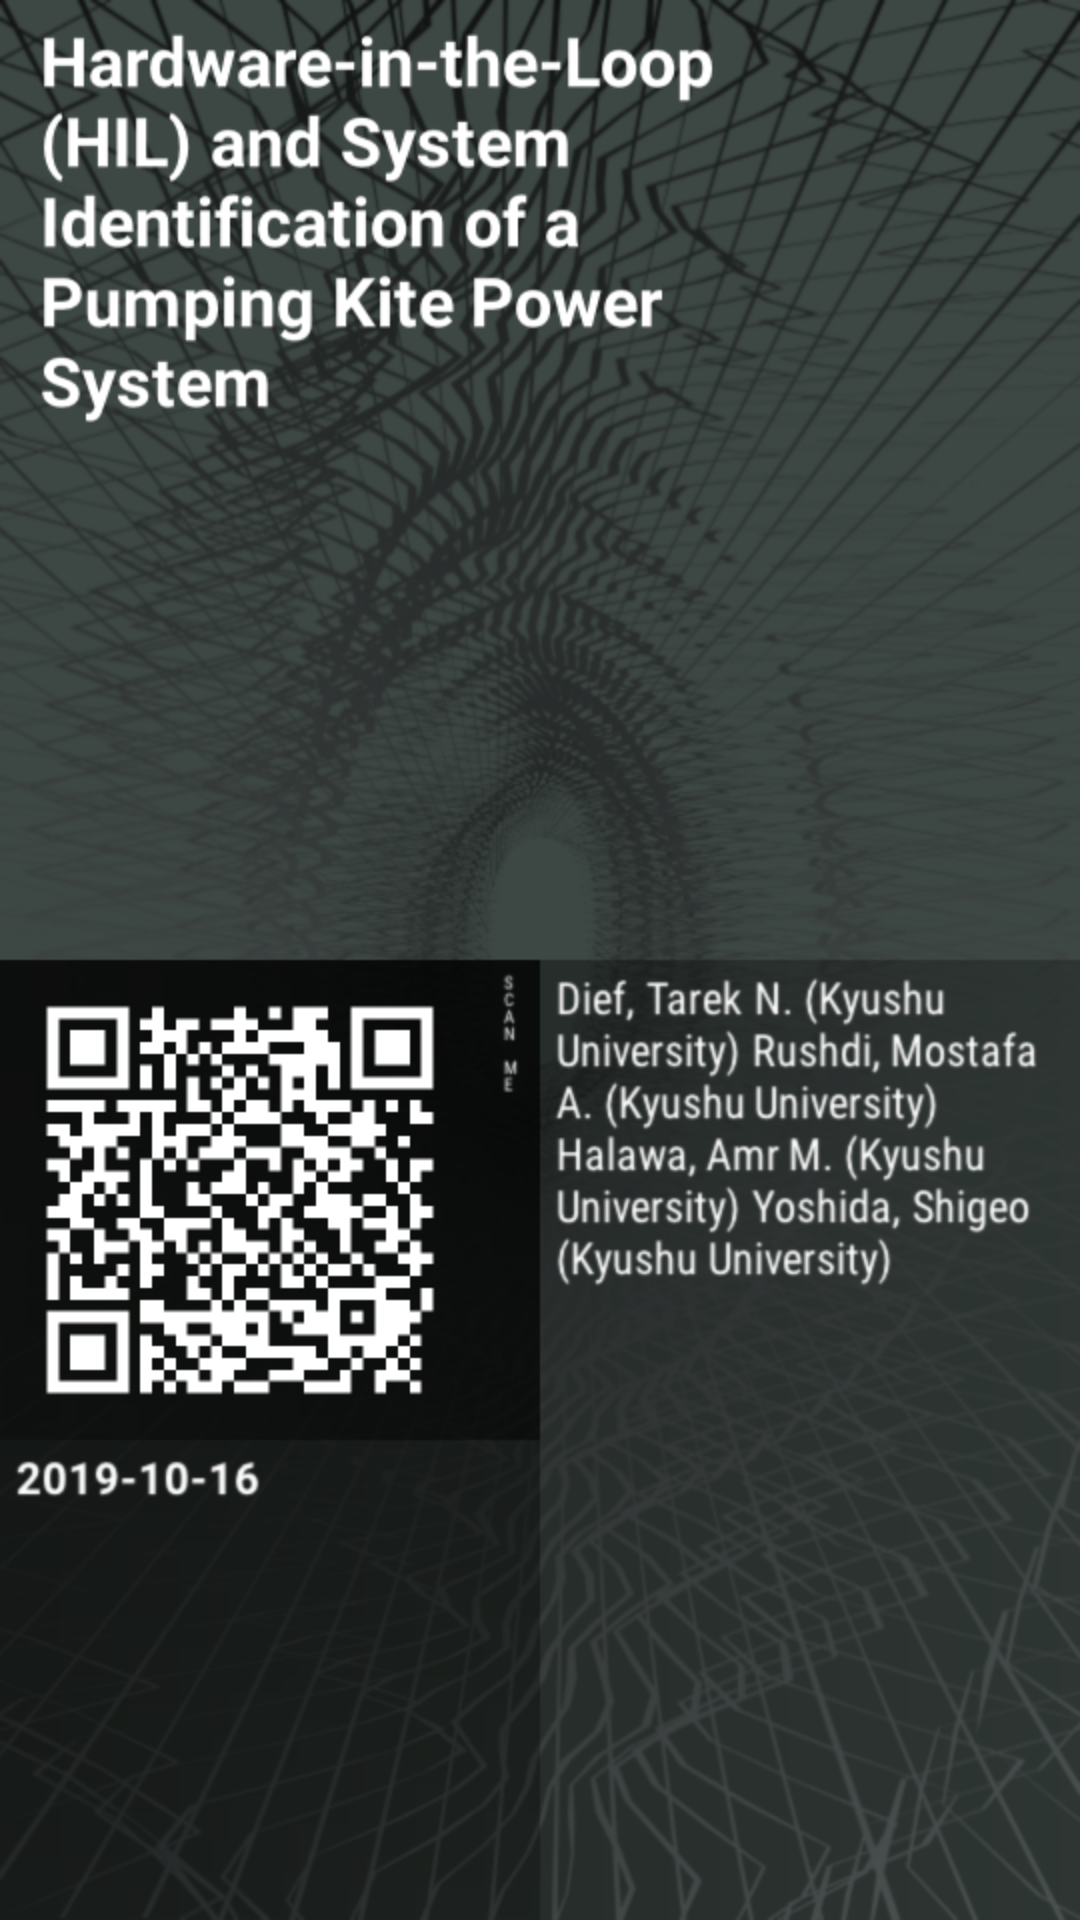 Hardware-in-the-Loop
(HIL) and System
Identification of a
Pumping Kite Power
System
SCAN ME
Dief, Tarek N. (Kyushu
University) Rushdi, Mostafa
A. (Kyushu University)
Halawa, Amr M. (Kyushu
University) Yoshida, Shigeo
(Kyushu University)
2019-10-16